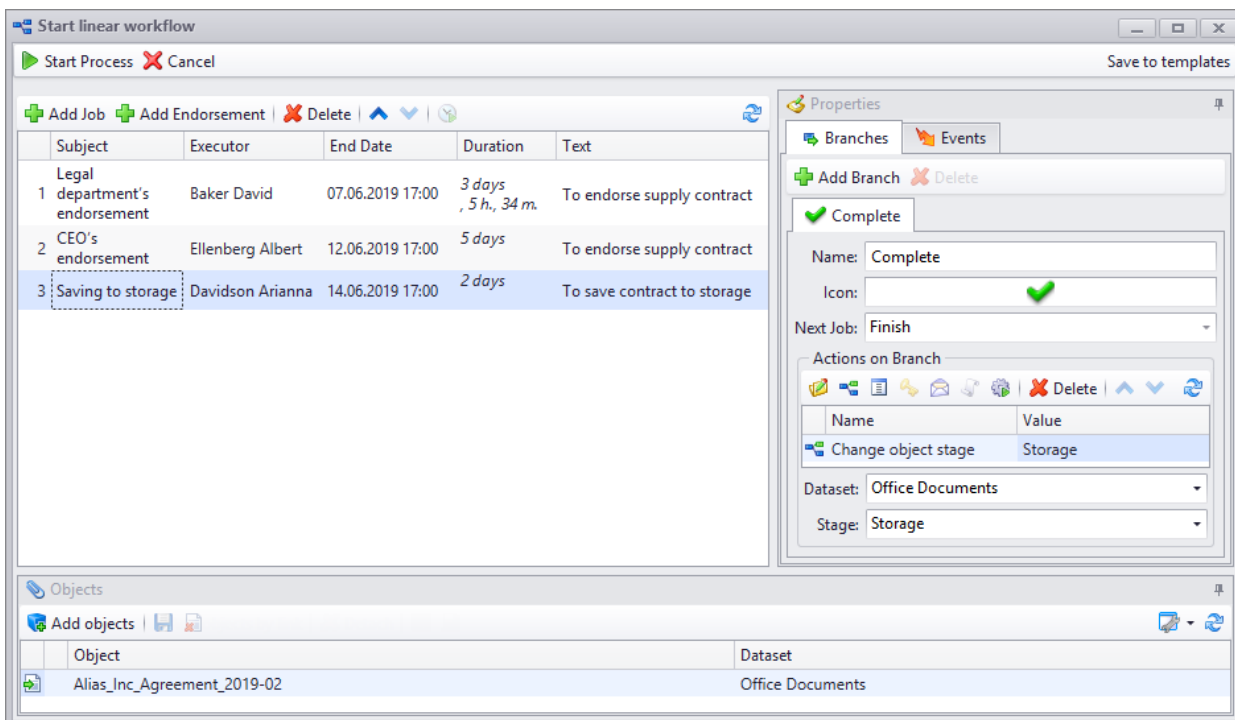 Start linear workflow
Start Process Cancel Save to templates
Add Job Add Endorsement Delete
Subject Executor End Date Duration Text
1 Legal department's endorsement Baker David 07.06.2019 17:00 3 days , 5 h., 34 m. To endorse supply contract
2 CEO's endorsement Ellenberg Albert 12.06.2019 17:00 5 days To endorse supply contract
3 Saving to storage Davidson Arianna 14.06.2019 17:00 2 days To save contract to storage
Properties
Branches Events
Add Branch Delete
Complete
Name: Complete
Icon:
Next Job: Finish
Actions on Branch
Delete
Name Value
Change object stage Storage
Dataset: Office Documents
Stage: Storage
Objects
Add objects
Object Dataset
Alias_Inc_Agreement_2019-02 Office Documents